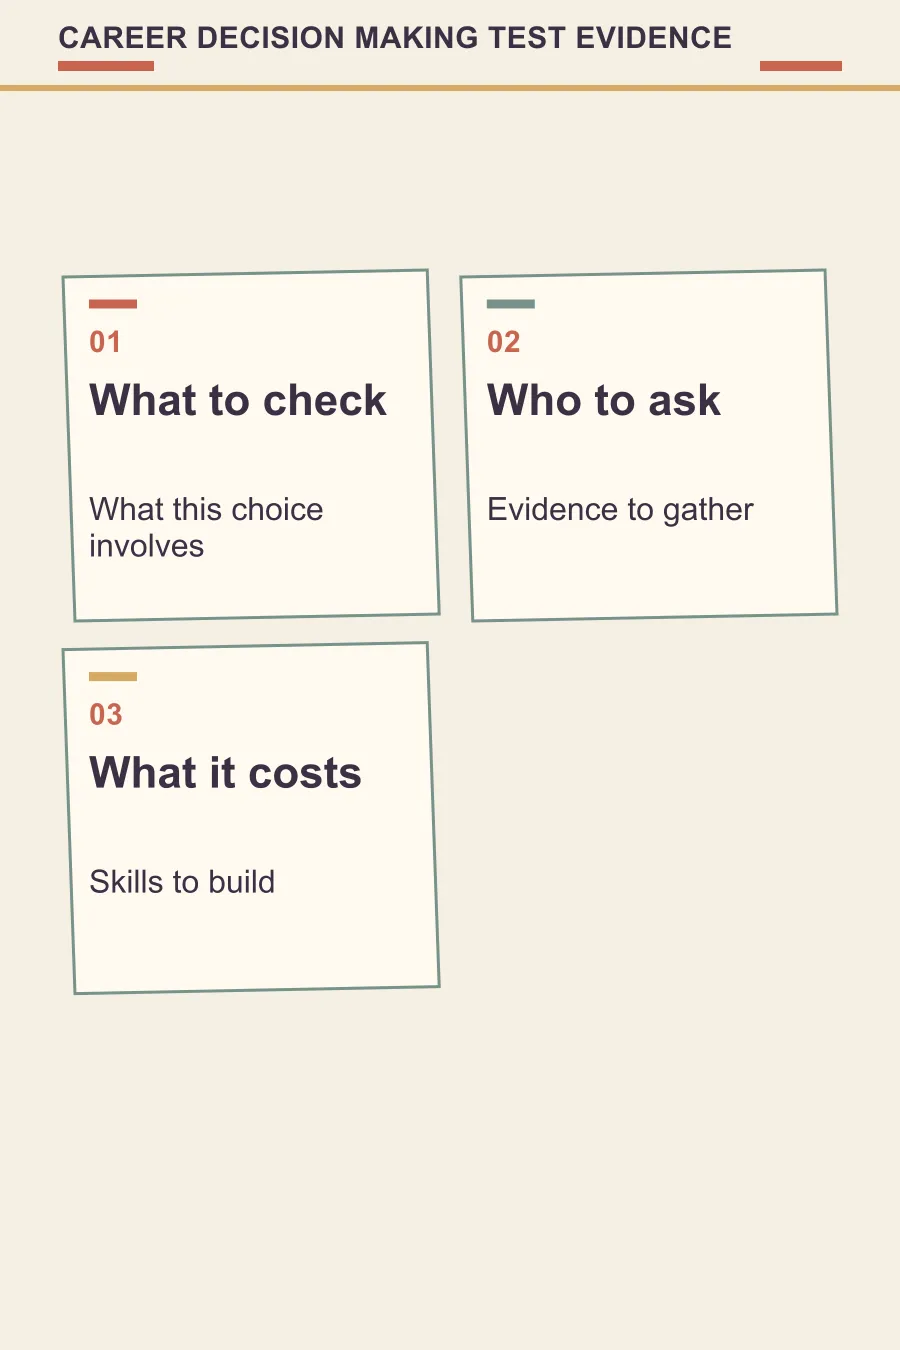 CAREER DECISION MAKING TEST EVIDENCE
01
What to check
What this choice
involves
02
Who to ask
Evidence to gather
03
What it costs
Skills to build